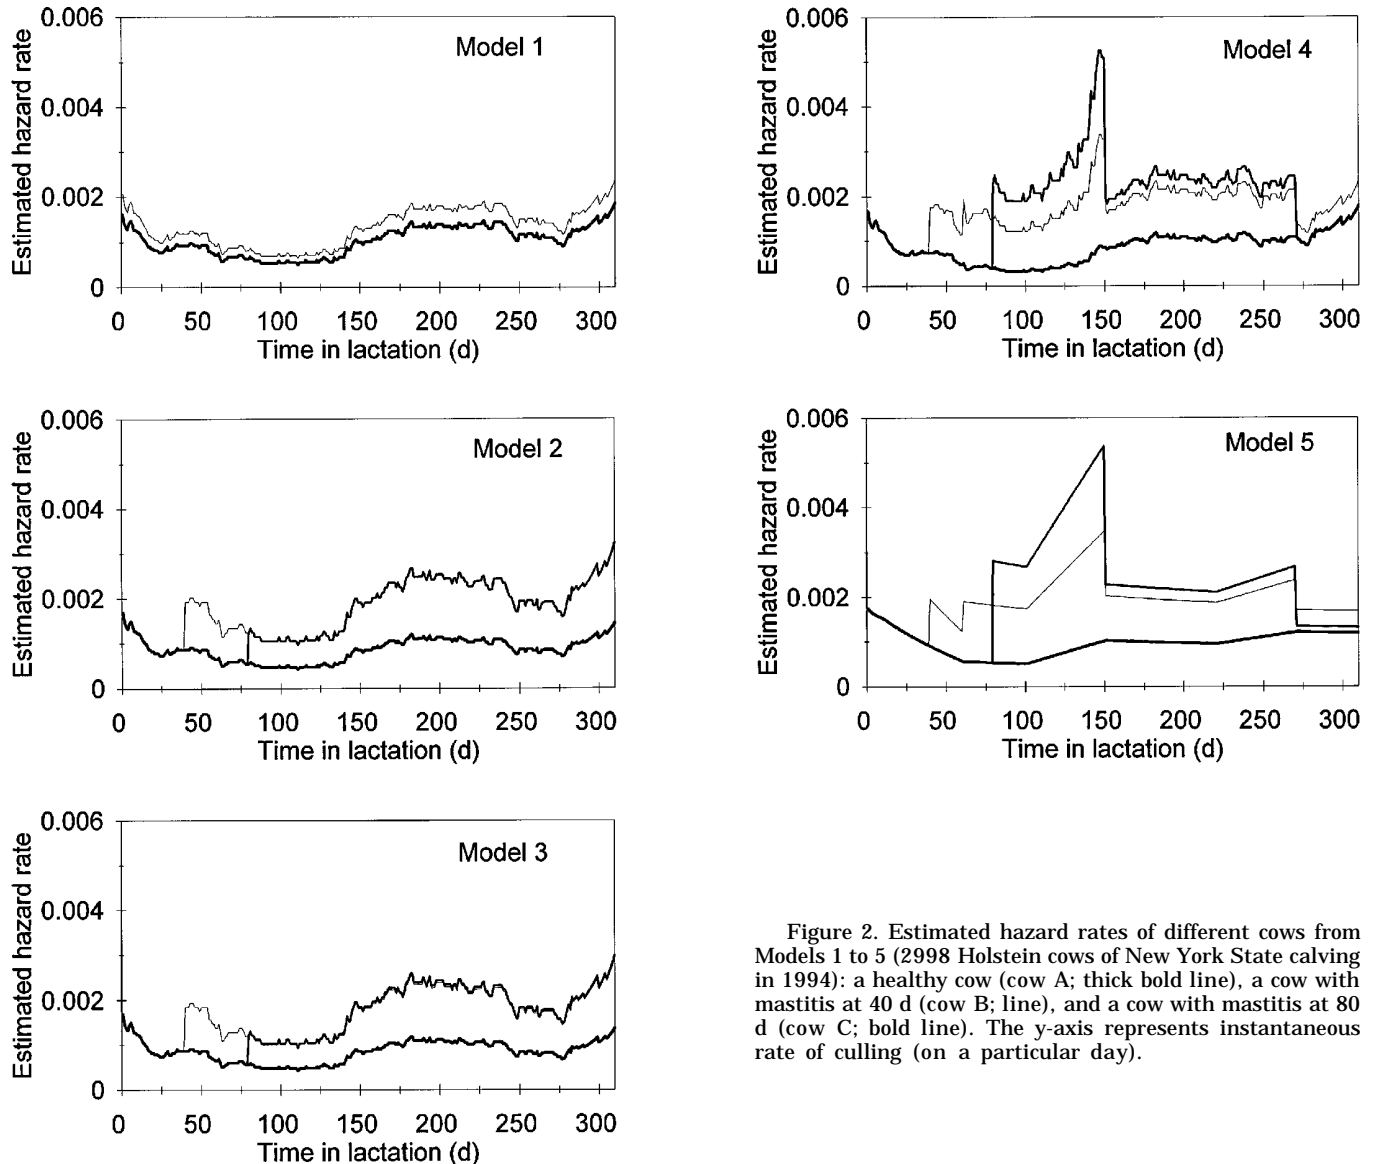 0.006
0.004
0.002
0
Estimated hazard rate
Model 1
0 50 100 150 200 250 300
Time in lactation (d)
0.006
0.004
0.002
0
Estimated hazard rate
Model 4
0 50 100 150 200 250 300
Time in lactation (d)
0.006
0.004
0.002
0
Estimated hazard rate
Model 2
0 50 100 150 200 250 300
Time in lactation (d)
0.006
0.004
0.002
0
Estimated hazard rate
Model 5
0 50 100 150 200 250 300
Time in lactation (d)
0.006
0.004
0.002
0
Estimated hazard rate
Model 3
0 50 100 150 200 250 300
Time in lactation (d)
Figure 2. Estimated hazard rates of different cows from
Models 1 to 5 (2998 Holstein cows of New York State calving
in 1994): a healthy cow (cow A; thick bold line), a cow with
mastitis at 40 d (cow B; line), and a cow with mastitis at 80
d (cow C; bold line). The y-axis represents instantaneous
rate of culling (on a particular day).